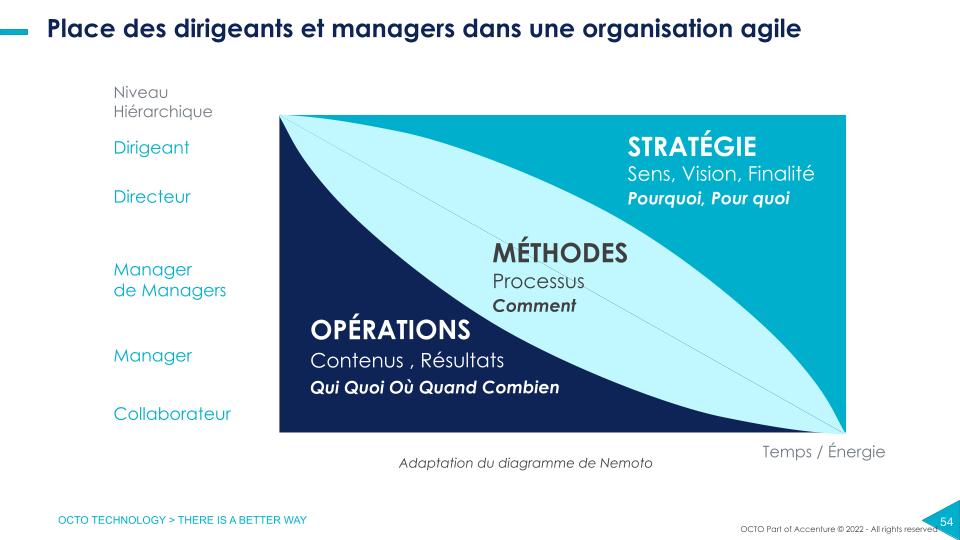 Place des dirigeants et managers dans une organisation agile
Niveau
Hiérarchique
Dirigeant
Directeur
Manager
de Managers
Manager
Collaborateur
STRATÉGIE
Sens, Vision, Finalité
Pourquoi, Pour quoi
MÉTHODES
Processus
Comment
OPÉRATIONS
Contenus , Résultats
Qui Quoi Où Quand Combien
Temps / Énergie
Adaptation du diagramme de Nemoto
OCTO TECHNOLOGY > THERE IS A BETTER WAY
OCTO Part of Accenture © 2022 - All rights reserved
54